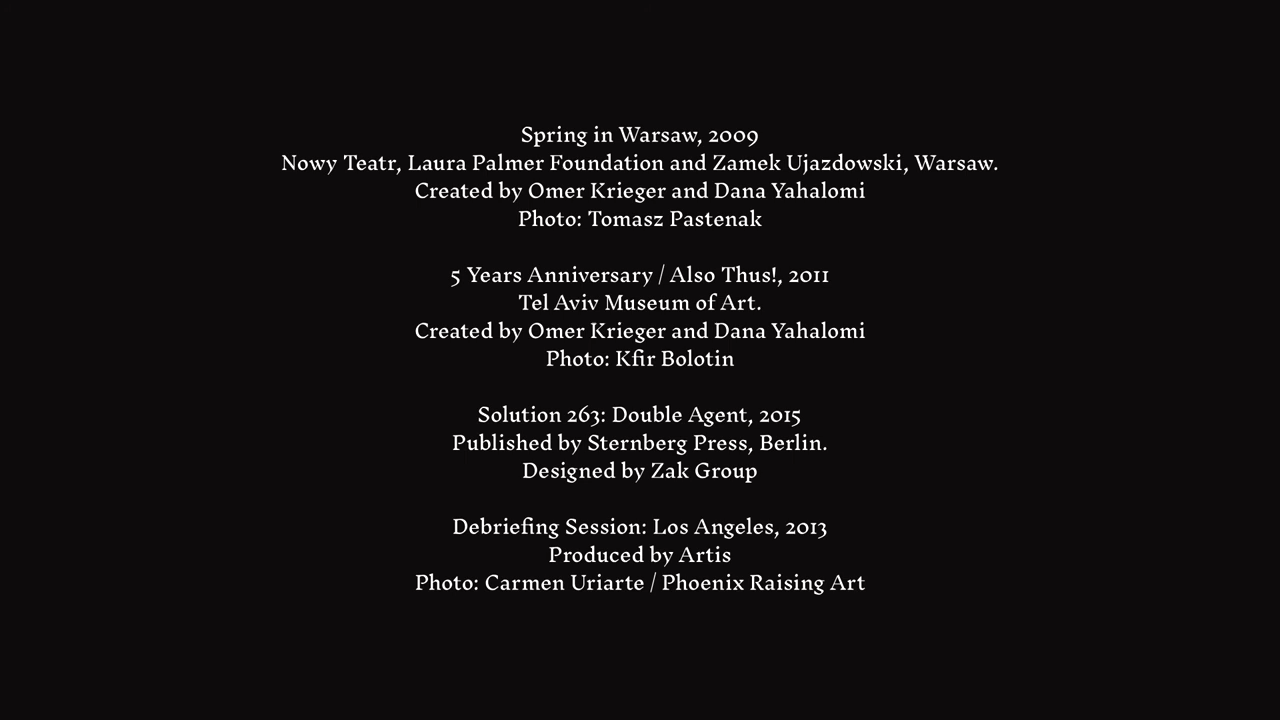 Spring in Warsaw, 2009
Nowy Teatr, Laura Palmer Foundation and Zamek Ujazdowski, Warsaw.
Created by Omer Krieger and Dana Yahalomi
Photo: Tomasz Pastenak
5 Years Anniversary / Also Thus!, 2011
Tel Aviv Museum of Art.
Created by Omer Krieger and Dana Yahalomi
Photo: Kfir Bolotin
Solution 263: Double Agent, 2015
Published by Sternberg Press, Berlin.
Designed by Zak Group
Debriefing Session: Los Angeles, 2013
Produced by Artis
Photo: Carmen Uriarte / Phoenix Raising Art